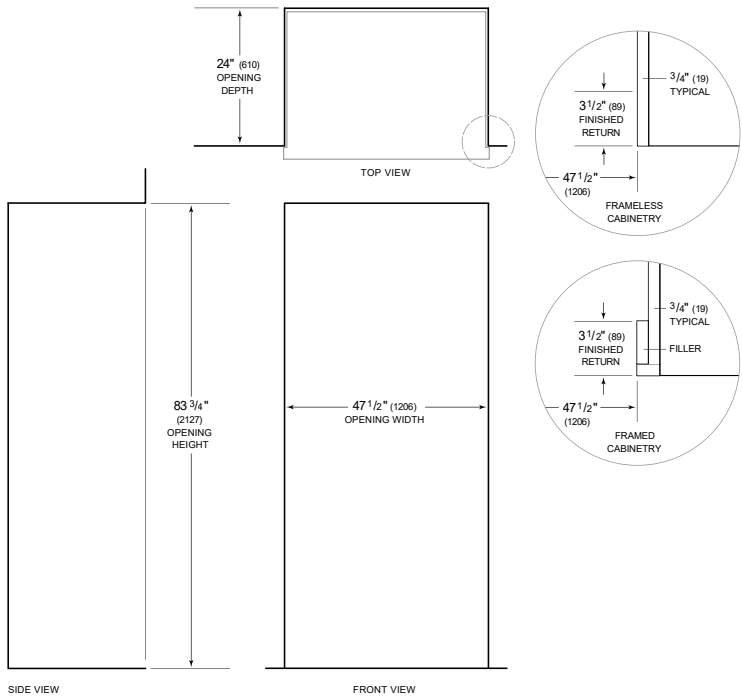 24" (610)
OPENING
DEPTH
TOP VIEW
3/4" (19)
TYPICAL
3 1/2" (89)
FINISHED
RETURN
47 1/2"
(1206)
FRAMELESS
CABINETRY
3/4" (19)
TYPICAL
3 1/2" (89)
FINISHED
RETURN
FILLER
47 1/2"
(1206)
FRAMED
CABINETRY
83 3/4"
(2127)
OPENING
HEIGHT
47 1/2" (1206)
OPENING WIDTH
SIDE VIEW
FRONT VIEW